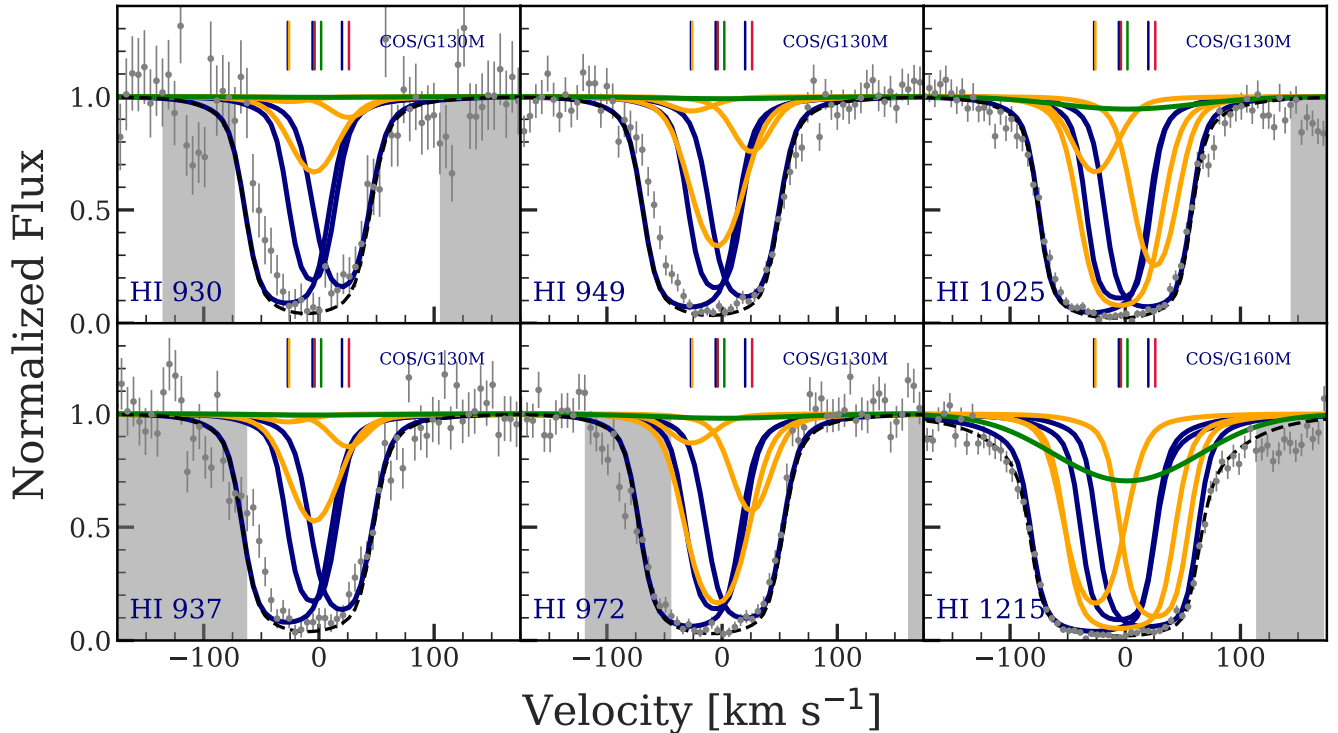 Normalized Flux
1.0
0.5
0.0
COS/G130M
HI 930
COS/G130M
HI 949
COS/G130M
HI 1025
1.0
0.5
0.0
COS/G130M
HI 937
COS/G130M
HI 972
COS/G160M
HI 1215
−100 0 100
−100 0 100
−100 0 100
Velocity [km s⁻¹]